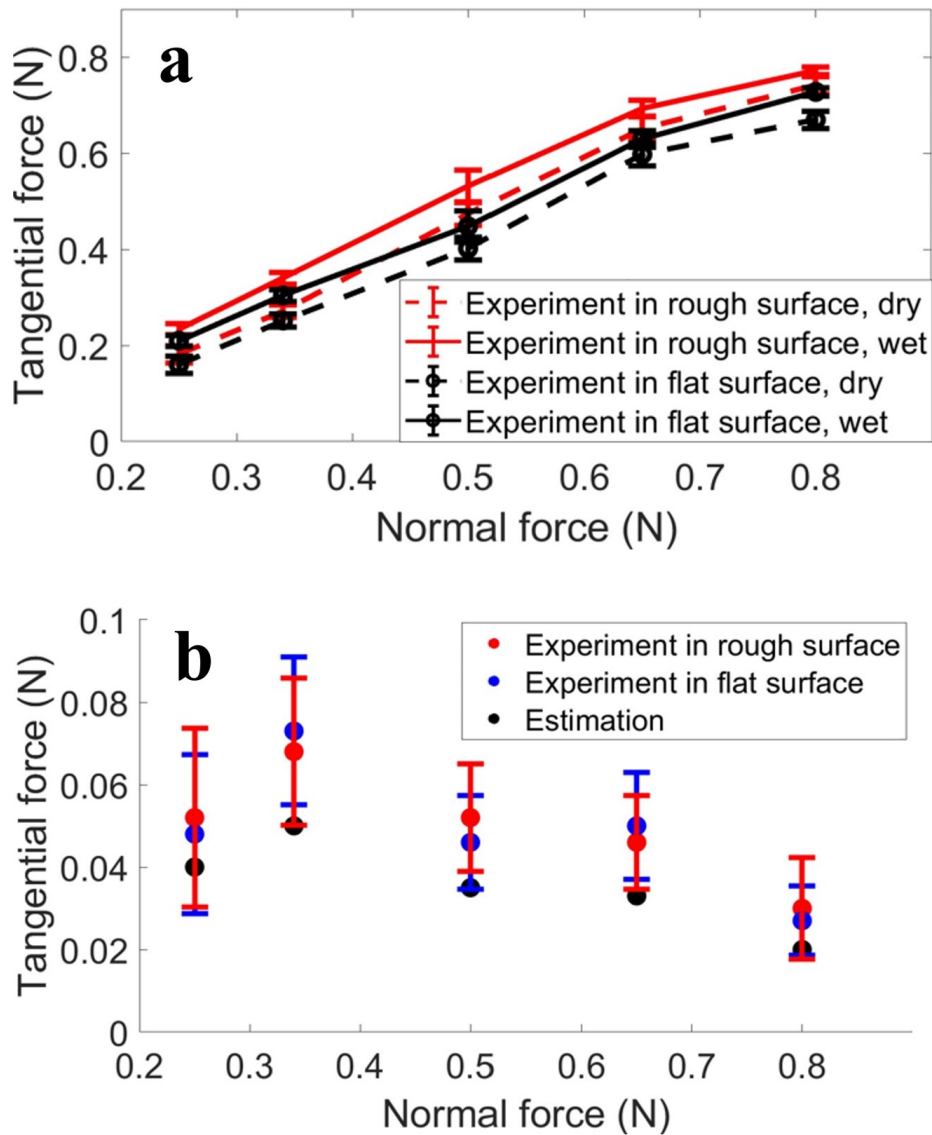 a
Tangential force (N)
0.8
0.6
0.4
0.2
0
Experiment in rough surface, dry
Experiment in rough surface, wet
Experiment in flat surface, dry
Experiment in flat surface, wet
0.2 0.3 0.4 0.5 0.6 0.7 0.8
Normal force (N)
b
Tangential force (N)
0.1
0.08
0.06
0.04
0.02
0
Experiment in rough surface
Experiment in flat surface
Estimation
0.2 0.3 0.4 0.5 0.6 0.7 0.8
Normal force (N)